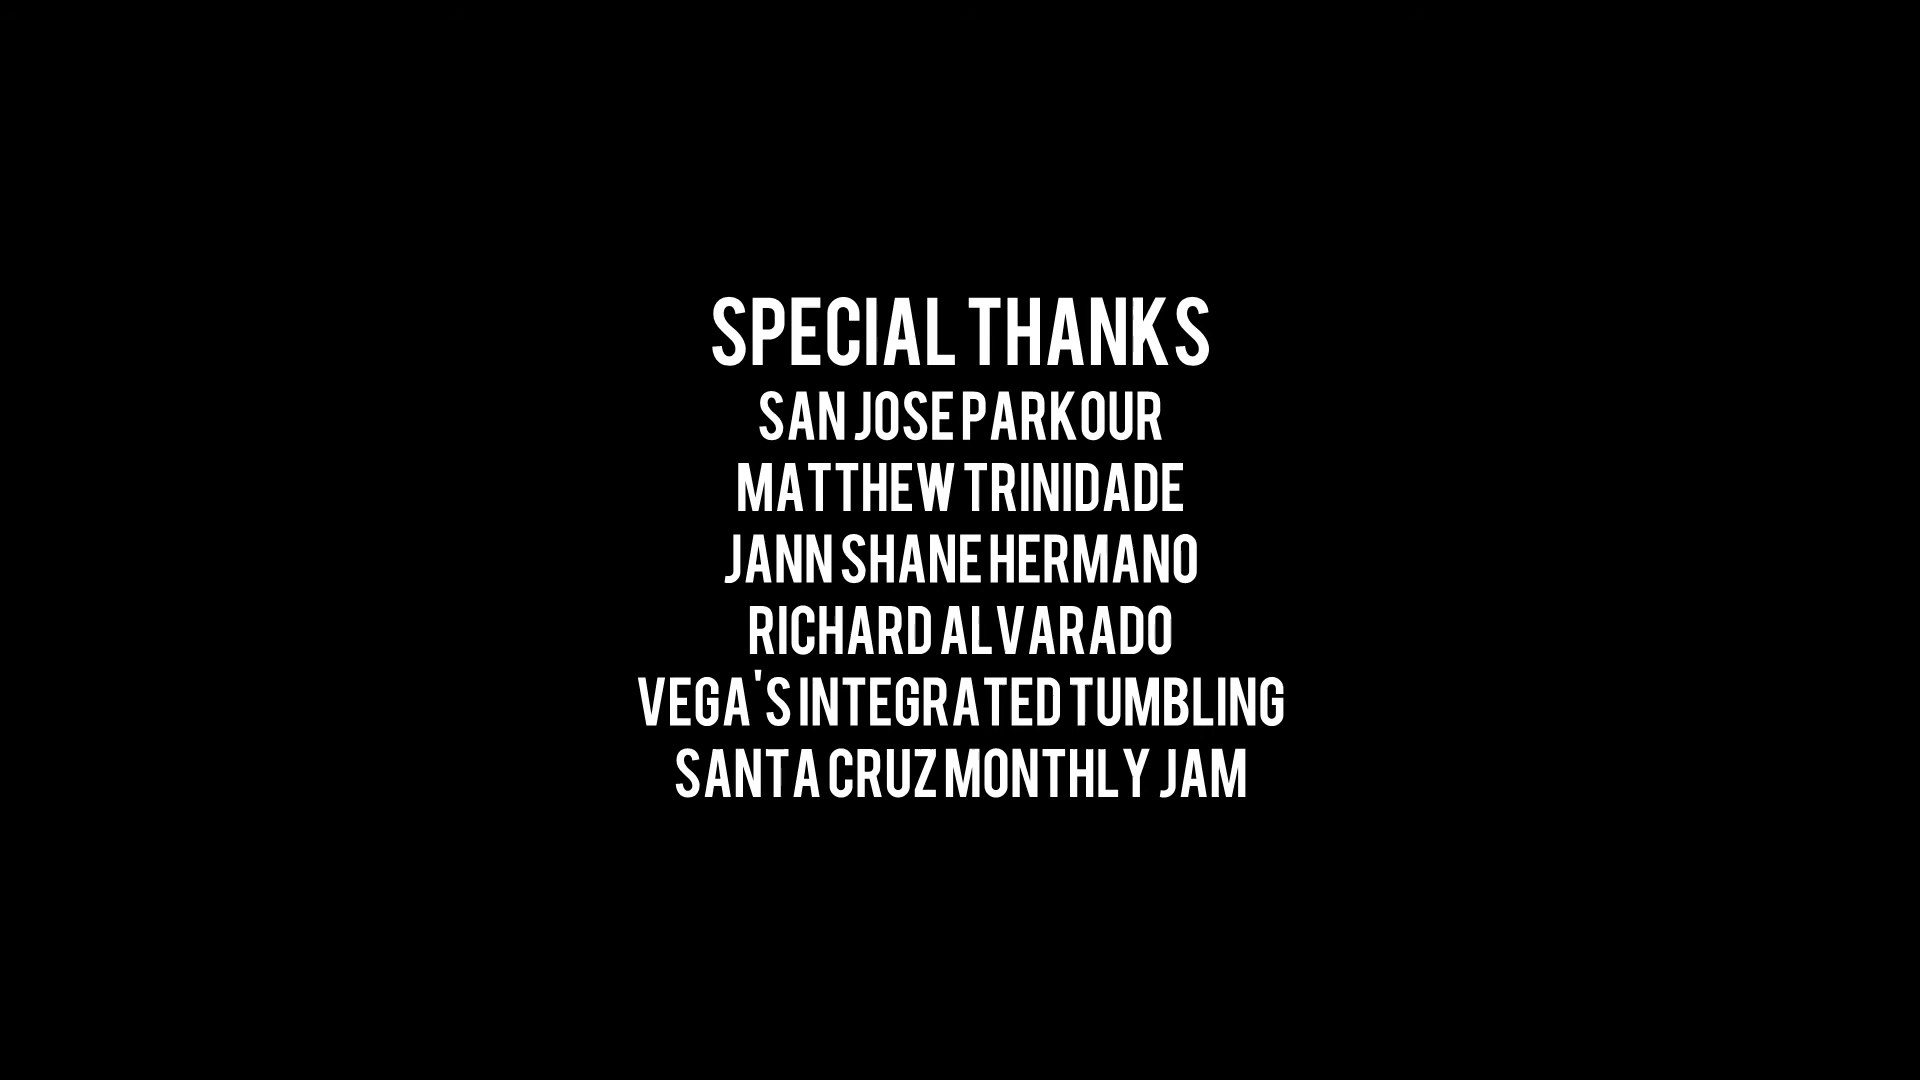 SPECIAL THANKS
SAN JOSE PARKOUR
MATTHEW TRINIDADE
JANN SHANE HERMANO
RICHARD ALVARADO
VEGA'S INTEGRATED TUMBLING
SANTA CRUZ MONTHLY JAM